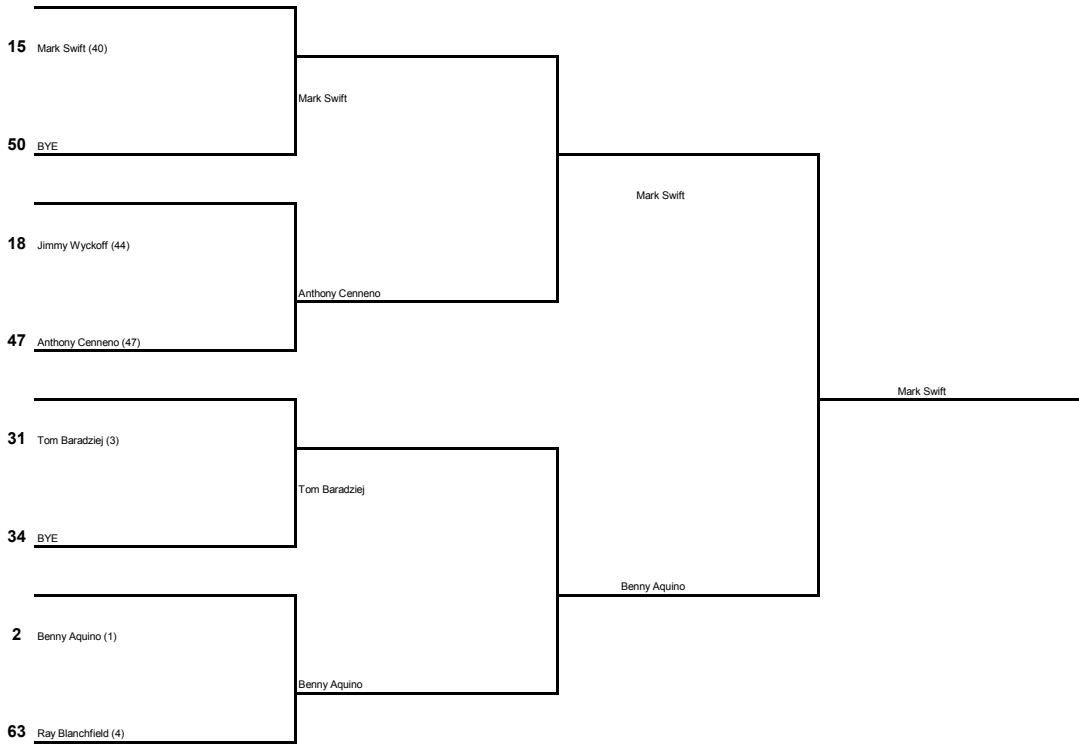 15 Mark Swift (40)
Mark Swift
50 BYE
Mark Swift
18 Jimmy Wyckoff (44)
Anthony Cenneno
47 Anthony Cenneno (47)
Mark Swift
31 Tom Baradziej (3)
Tom Baradziej
34 BYE
Benny Aquino
2 Benny Aquino (1)
Benny Aquino
63 Ray Blanchfield (4)